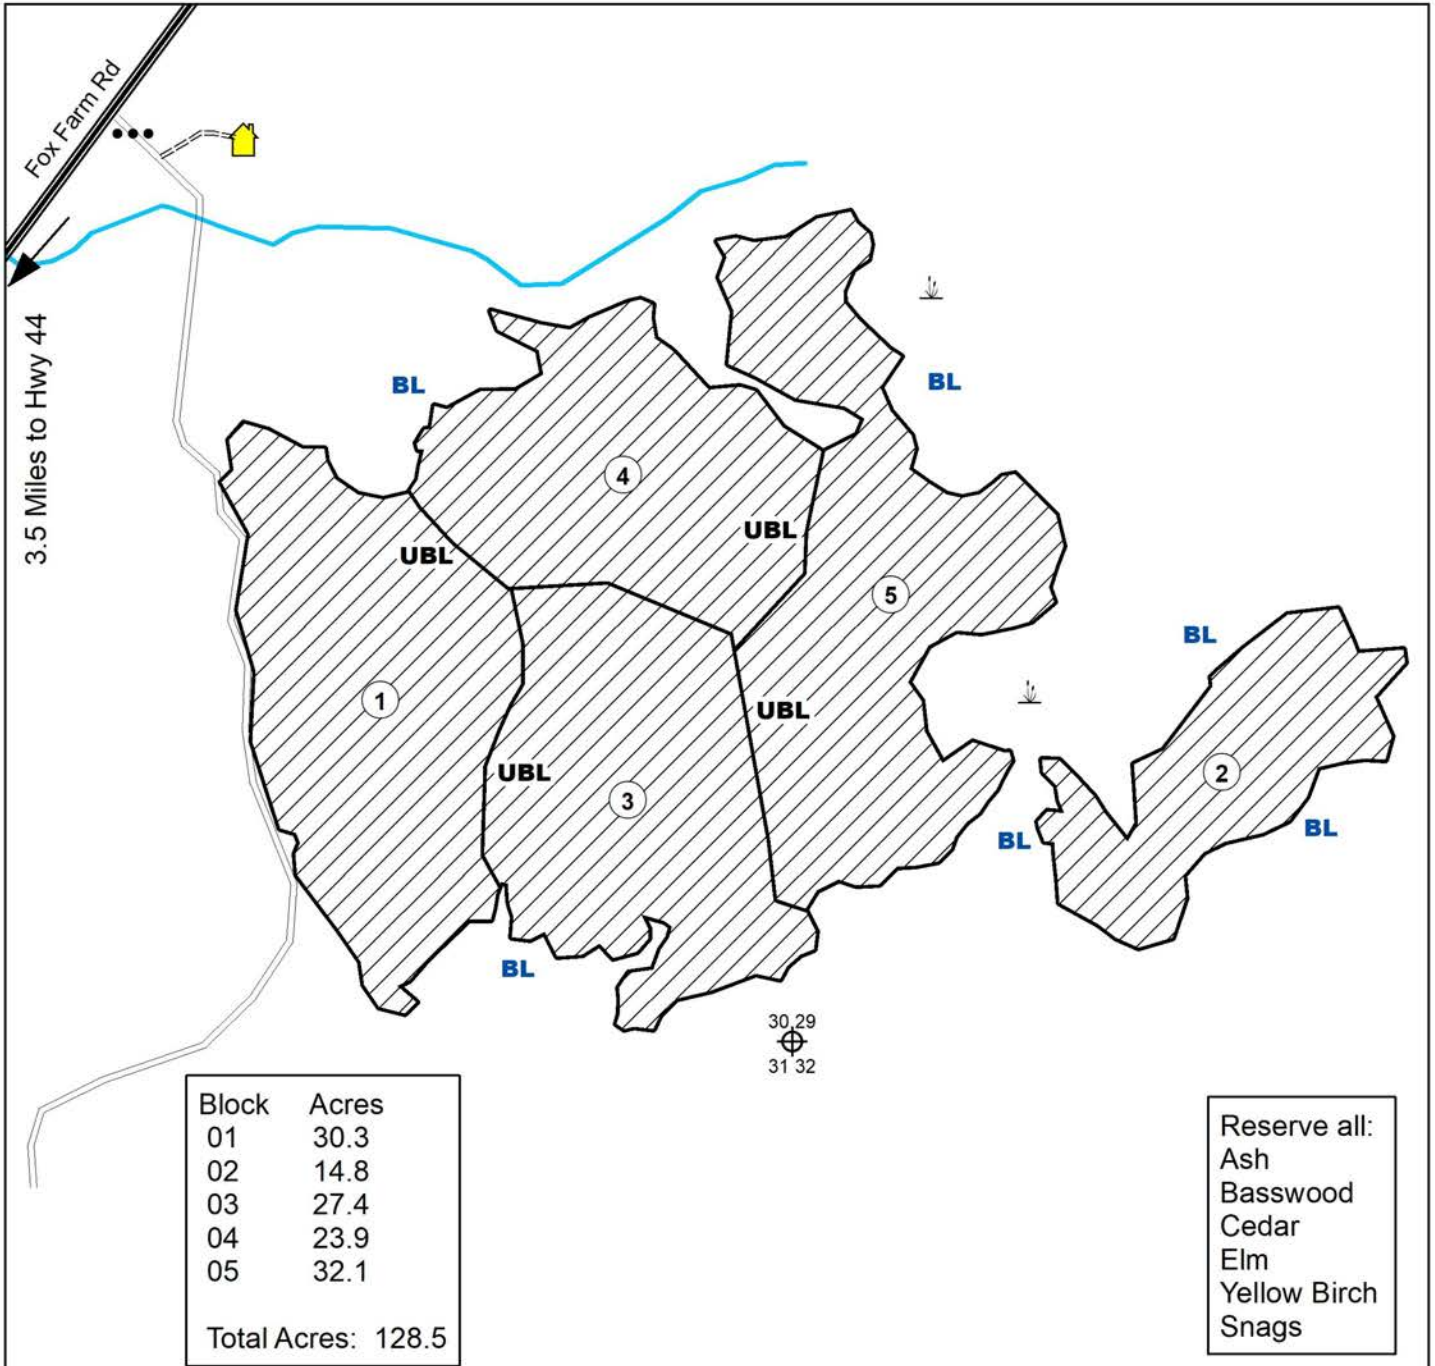 Fox Farm Rd
3.5 Miles to Hwy 44
BL
BL
4
UBL
UBL
5
BL
1
UBL
UBL
2
3
BL
BL
BL
30 29
31 32
Block Acres
01 30.3
02 14.8
03 27.4
04 23.9
05 32.1
Total Acres: 128.5
Reserve all:
Ash
Basswood
Cedar
Elm
Yellow Birch
Snags